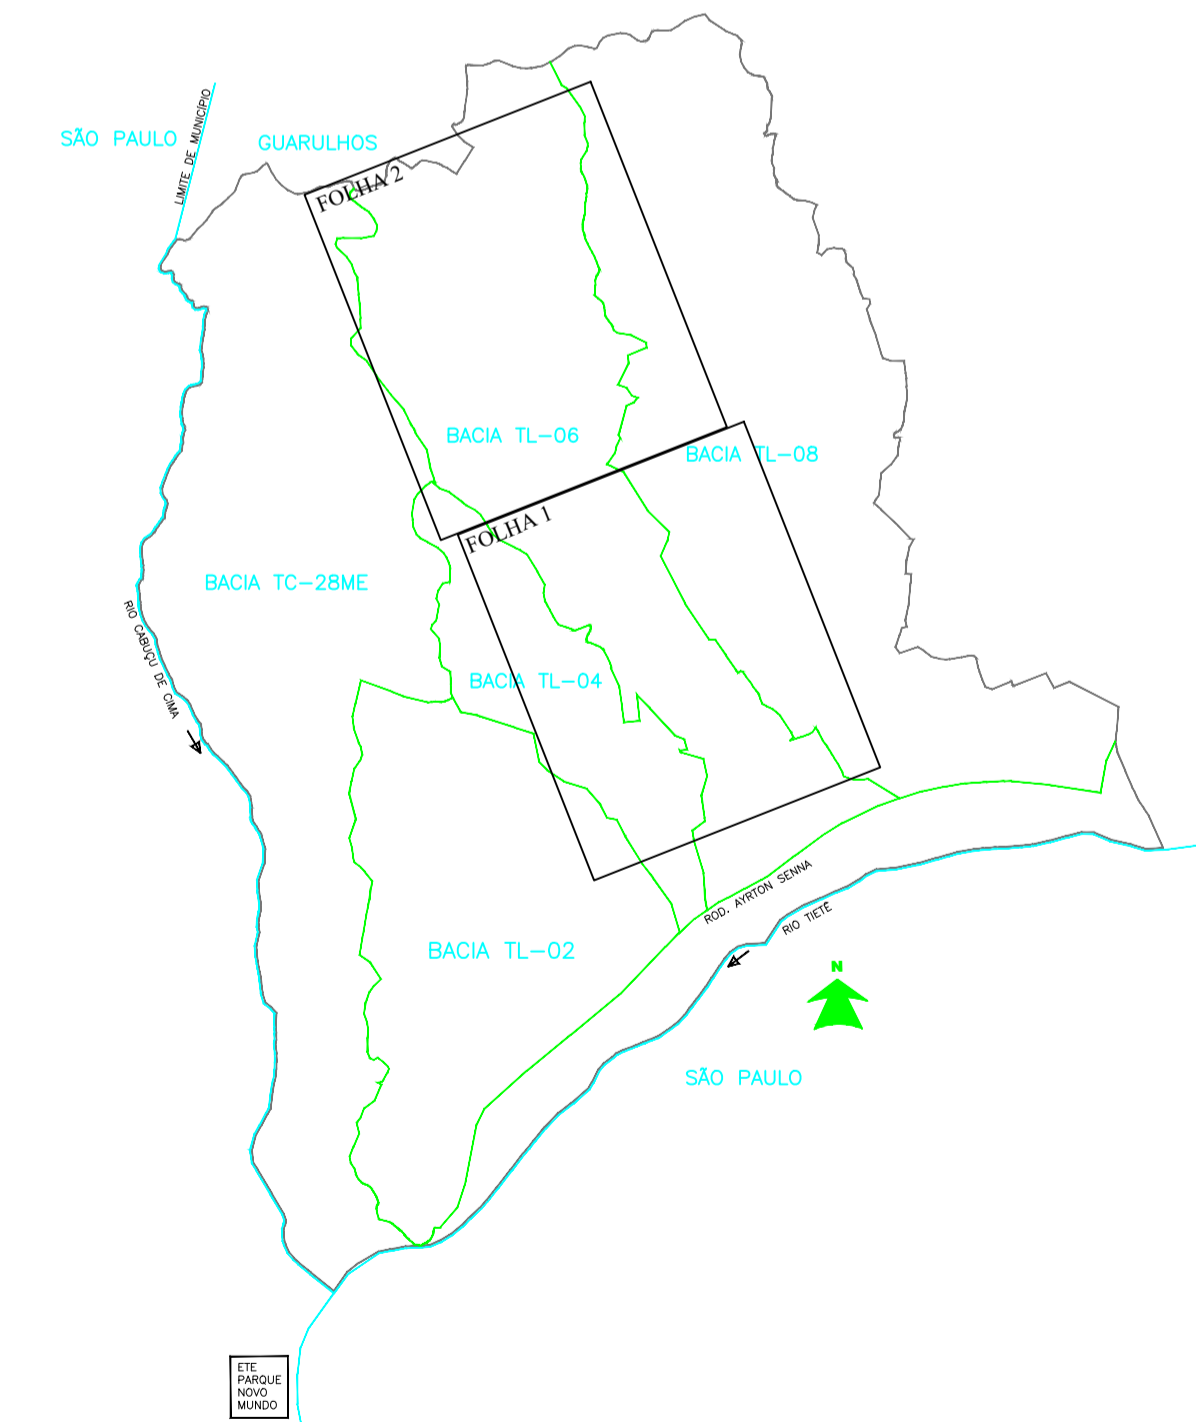 SÃO PAULO
LIMITE DE MUNICÍPIO
GUARULHOS
FOLHA 2
BACIA TL-06
BACIA TL-08
FOLHA 1
BACIA TC-28ME
RIO CABUÇU DE CIMA
BACIA TL-04
ROD. AYRTON SENNA
RIO TIETÊ
BACIA TL-02
N
SÃO PAULO
ETE
PARQUE
NOVO
MUNDO